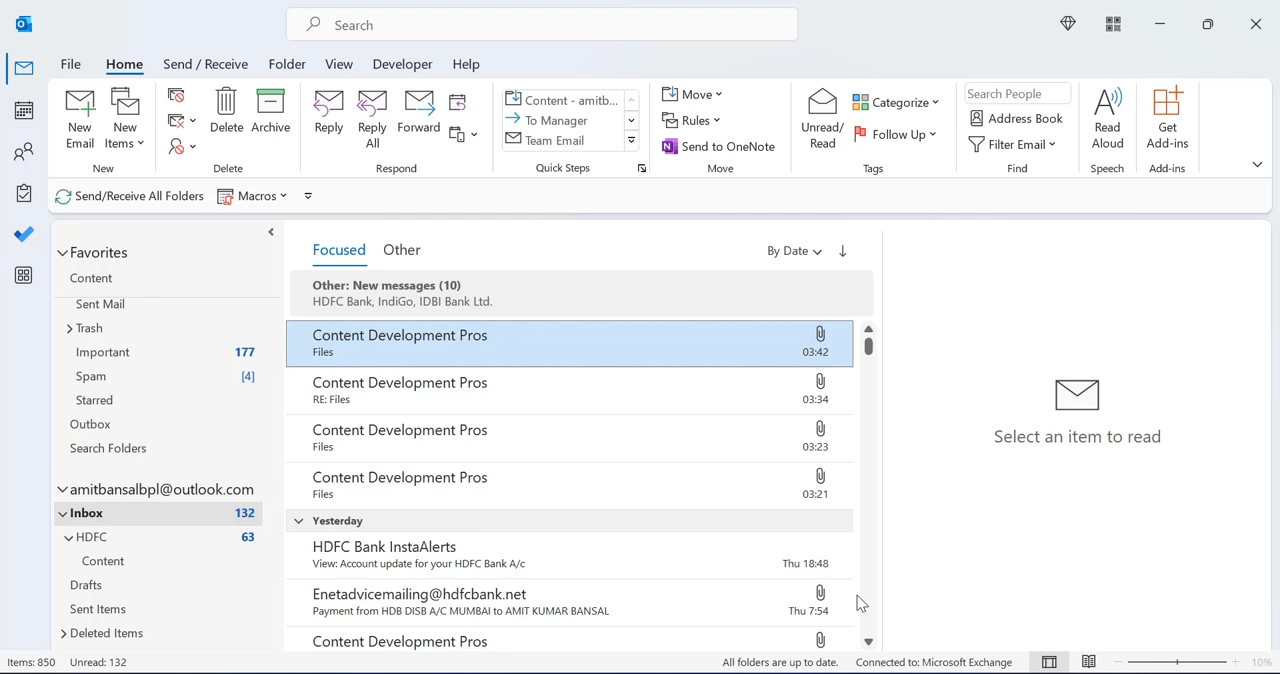 Search
File Home Send / Receive Folder View Developer Help
New Email
New Items
New
Delete
Archive
Delete
Reply
Reply All
Forward
Respond
Content - amitb...
To Manager
Team Email
Quick Steps
Move
Rules
Send to OneNote
Move
Unread/ Read
Categorize
Follow Up
Tags
Search People
Address Book
Filter Email
Find
Read Aloud
Speech
Get Add-ins
Add-ins
Send/Receive All Folders Macros
Favorites
Content
Sent Mail
Trash
Important 177
Spam [4]
Starred
Outbox
Search Folders
amitbansalbpl@outlook.com
Inbox 132
HDFC 63
Content
Drafts
Sent Items
Deleted Items
Focused Other By Date
Other: New messages (10)
HDFC Bank, IndiGo, IDBI Bank Ltd.
Content Development Pros
Files 03:42
Content Development Pros
RE: Files 03:34
Content Development Pros
Files 03:23
Content Development Pros
Files 03:21
Yesterday
HDFC Bank InstaAlerts
View: Account update for your HDFC Bank A/c Thu 18:48
Enetadvicemailing@hdfcbank.net
Payment from HDB DISB A/C MUMBAI to AMIT KUMAR BANSAL Thu 7:54
Content Development Pros
Select an item to read
Items: 850 Unread: 132 All folders are up to date. Connected to: Microsoft Exchange 10%